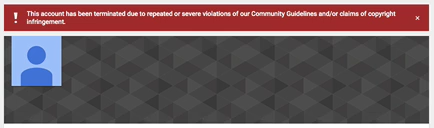 This account has been terminated due to repeated or severe violations of our Community Guidelines and/or claims of copyright
infringement.